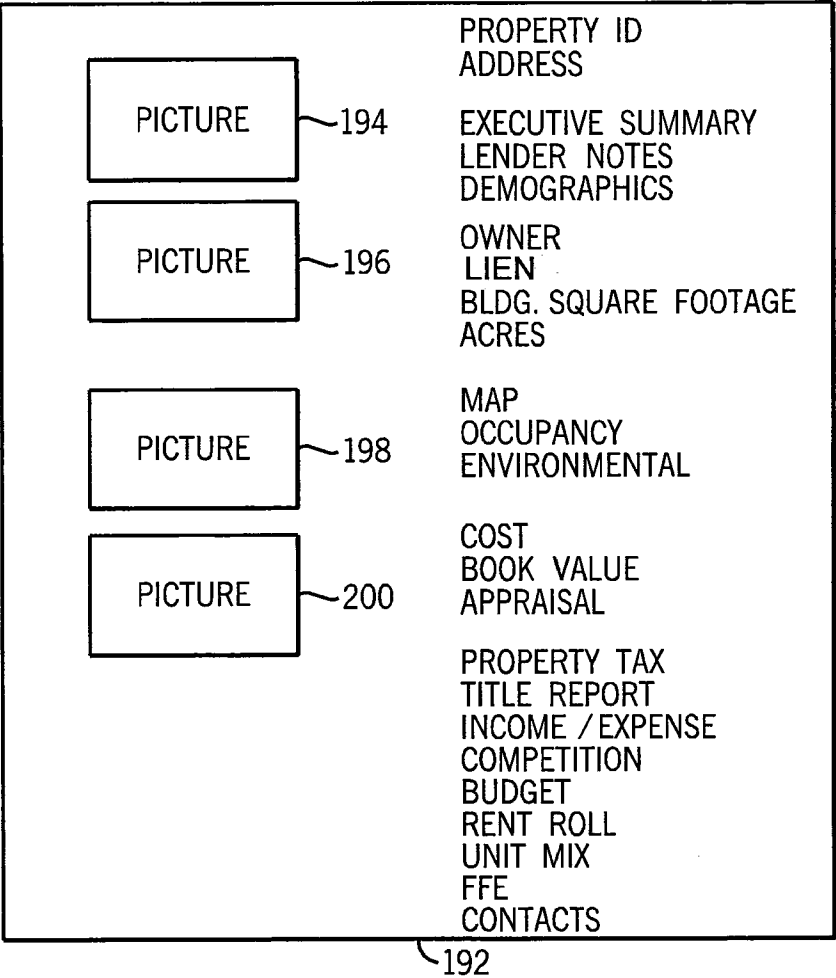 PROPERTY ID
ADDRESS
PICTURE
194
EXECUTIVE SUMMARY
LENDER NOTES
DEMOGRAPHICS
PICTURE
196
OWNER
LIEN
BLDG. SQUARE FOOTAGE
ACRES
PICTURE
198
MAP
OCCUPANCY
ENVIRONMENTAL
PICTURE
200
COST
BOOK VALUE
APPRAISAL
PROPERTY TAX
TITLE REPORT
INCOME / EXPENSE
COMPETITION
BUDGET
RENT ROLL
UNIT MIX
FFE
CONTACTS
192